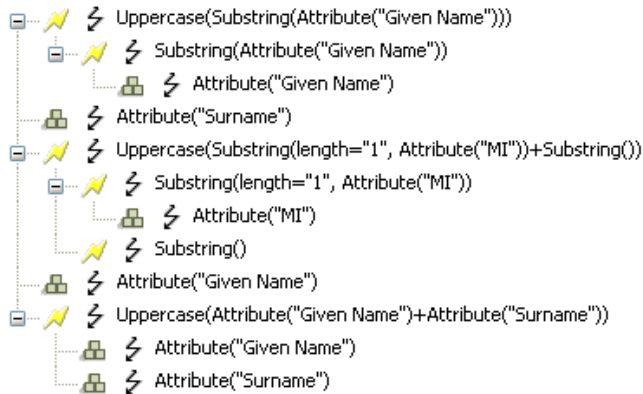 Uppercase(Substring(Attribute("Given Name")))
Substring(Attribute("Given Name"))
Attribute("Given Name")
Attribute("Surname")
Uppercase(Substring(length="1", Attribute("MI"))+Substring())
Substring(length="1", Attribute("MI"))
Attribute("MI")
Substring()
Attribute("Given Name")
Uppercase(Attribute("Given Name")+Attribute("Surname"))
Attribute("Given Name")
Attribute("Surname")